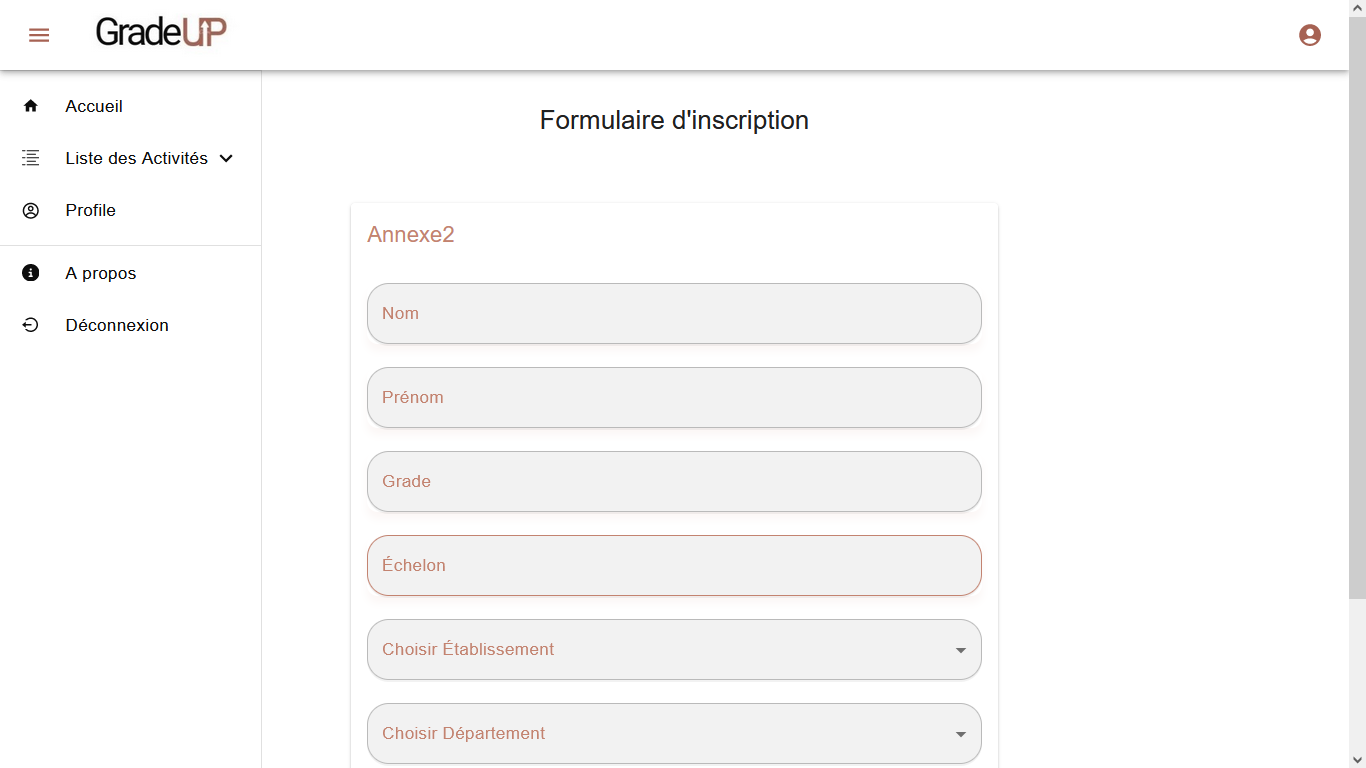 GradeUP
Accueil
Liste des Activités
Profile
A propos
Déconnexion
Formulaire d'inscription
Annexe2
Nom
Prénom
Grade
Échelon
Choisir Établissement
Choisir Département